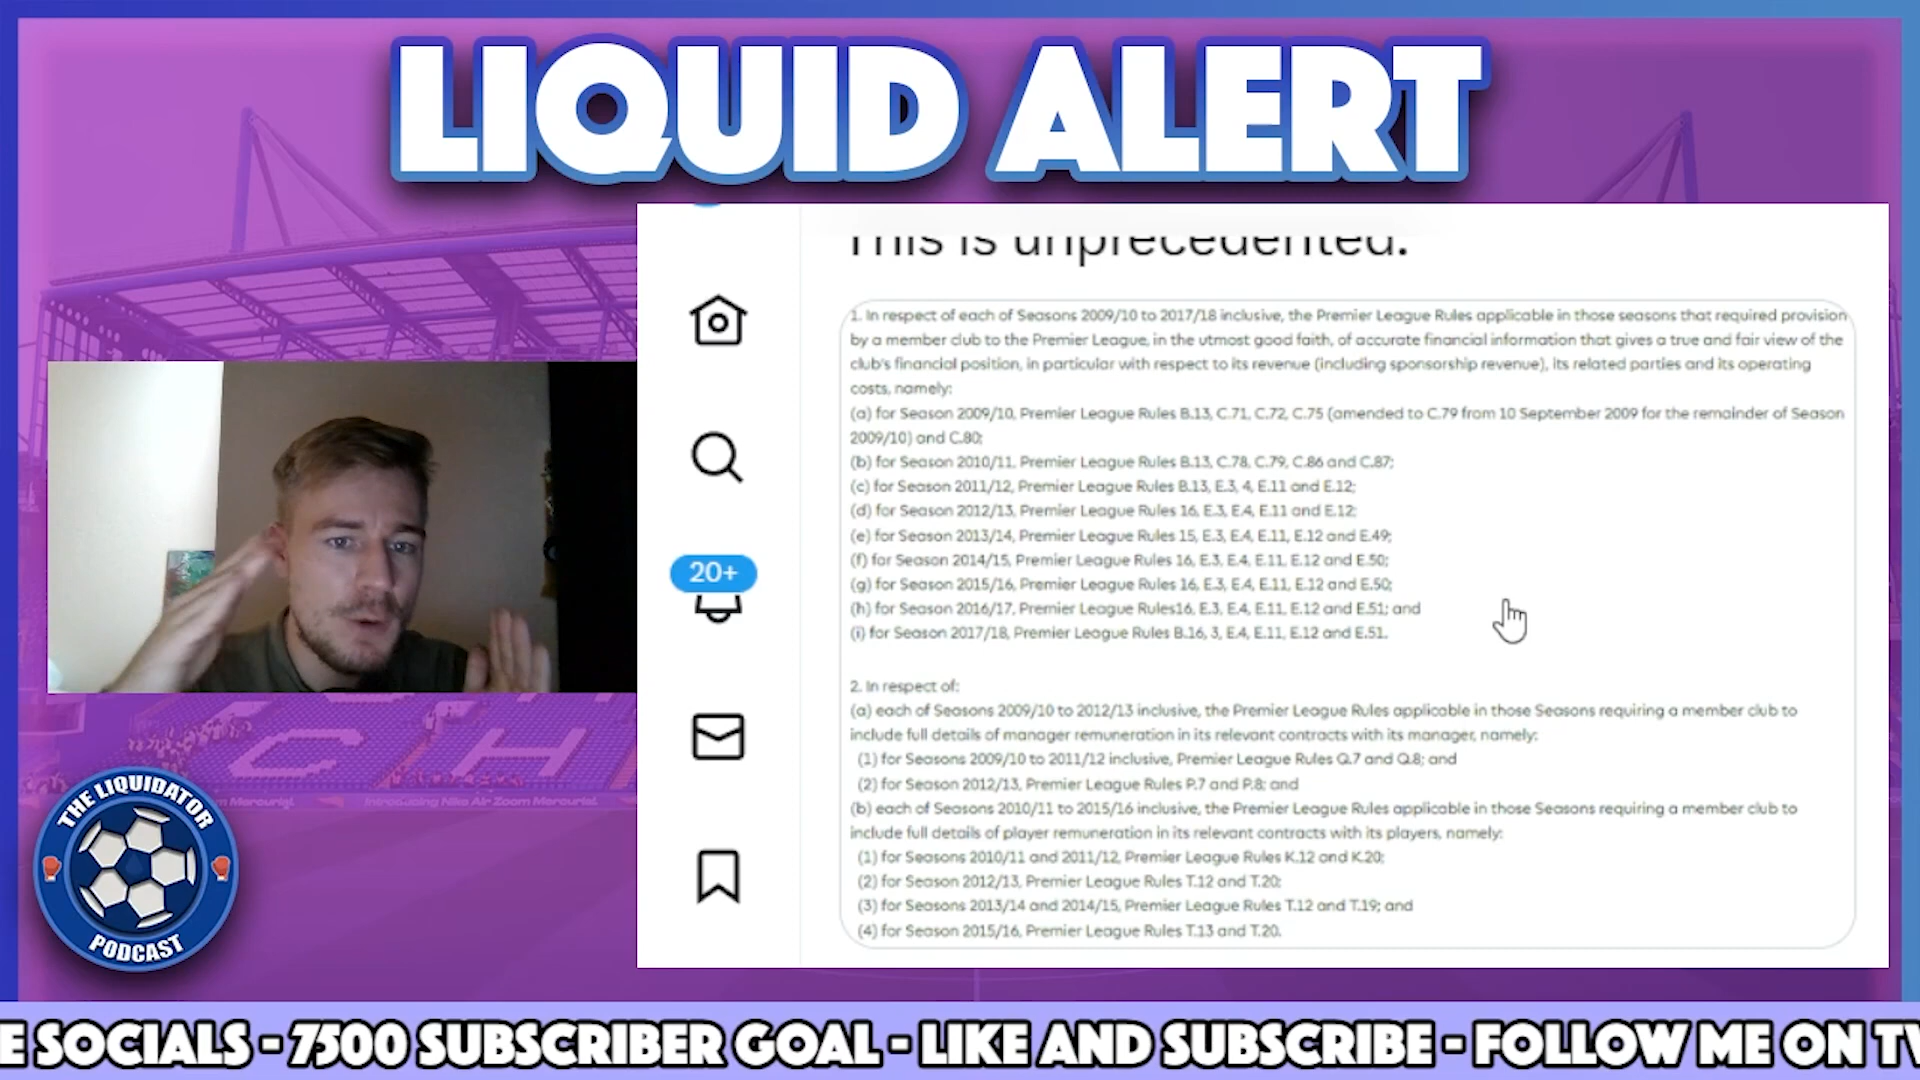 LIQUID ALERT
This is unprecedented.
1. In respect of each of Seasons 2009/10 to 2017/18 inclusive, the Premier League Rules applicable in those seasons that required provision
by a member club to the Premier League, in the utmost good faith, of accurate financial information that gives a true and fair view of the
club's financial position, in particular with respect to its revenue (including sponsorship revenue), its related parties and its operating
costs, namely:
(a) for Season 2009/10, Premier League Rules B.13, C.71, C.72, C.75 (amended to C.79 from 10 September 2009 for the remainder of Season
2009/10) and C.80;
(b) for Season 2010/11, Premier League Rules B.13, C.78, C.79, C.86 and C.87;
(c) for Season 2011/12, Premier League Rules B.13, E.3, 4, E.11 and E.12;
(d) for Season 2012/13, Premier League Rules 16, E.3, E.4, E.11 and E.12;
(e) for Season 2013/14, Premier League Rules 15, E.3, E.4, E.11, E.12 and E.49;
(f) for Season 2014/15, Premier League Rules 16, E.3, E.4, E.11, E.12 and E.50;
(g) for Season 2015/16, Premier League Rules 16, E.3, E.4, E.11, E.12 and E.50;
(h) for Season 2016/17, Premier League Rules16, E.3, E.4, E.11, E.12 and E.51; and
(i) for Season 2017/18, Premier League Rules B.16, 3, E.4, E.11, E.12 and E.51.
2. In respect of:
(a) each of Seasons 2009/10 to 2012/13 inclusive, the Premier League Rules applicable in those Seasons requiring a member club to
include full details of manager remuneration in its relevant contracts with its manager, namely:
(1) for Seasons 2009/10 to 2011/12 inclusive, Premier League Rules Q.7 and Q.8; and
(2) for Season 2012/13, Premier League Rules P.7 and P.8; and
(b) each of Seasons 2010/11 to 2015/16 inclusive, the Premier League Rules applicable in those Seasons requiring a member club to
include full details of player remuneration in its relevant contracts with its players, namely:
(1) for Seasons 2010/11 and 2011/12, Premier League Rules K.12 and K.20;
(2) for Season 2012/13, Premier League Rules T.12 and T.20;
(3) for Seasons 2013/14 and 2014/15, Premier League Rules T.12 and T.19; and
(4) for Season 2015/16, Premier League Rules T.13 and T.20.
20+
C H
m Mercurial. Introducing Nike Air Zoom Mercurial.
THE LIQUIDATOR
PODCAST
E SOCIALS - 7500 SUBSCRIBER GOAL - LIKE AND SUBSCRIBE - FOLLOW ME ON TV